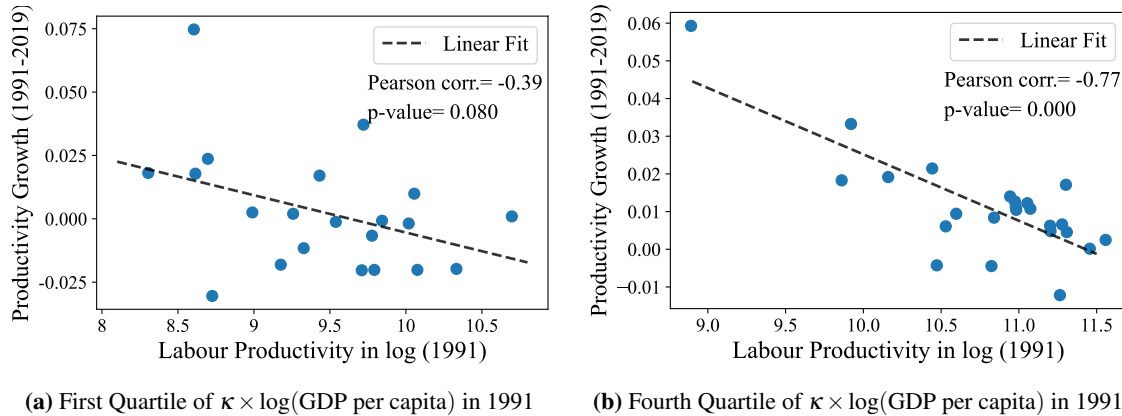 0.075
0.050
0.025
0.000
−0.025
Productivity Growth (1991-2019)
Linear Fit
Pearson corr.= -0.39
p-value= 0.080
8 8.5 9 9.5 10 10.5
Labour Productivity in log (1991)
(a) First Quartile of κ × log(GDP per capita) in 1991
0.06
0.05
0.04
0.03
0.02
0.01
0.00
−0.01
Productivity Growth (1991-2019)
Linear Fit
Pearson corr.= -0.77
p-value= 0.000
9.0 9.5 10.0 10.5 11.0 11.5
Labour Productivity in log (1991)
(b) Fourth Quartile of κ × log(GDP per capita) in 1991